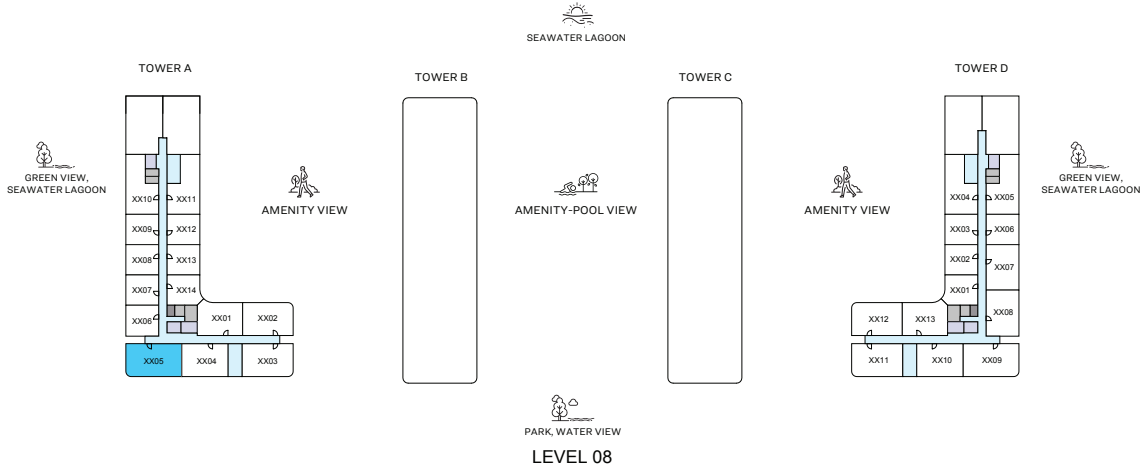 SEAWATER LAGOON
TOWER A
TOWER B
TOWER C
TOWER D
GREEN VIEW,
SEAWATER LAGOON
AMENITY VIEW
AMENITY-POOL VIEW
AMENITY VIEW
GREEN VIEW,
SEAWATER LAGOON
XX10 XX11
XX09 XX12
XX08 XX13
XX07 XX14
XX06 XX01 XX02
XX05 XX04 XX03
XX04 XX05
XX03 XX06
XX02 XX07
XX01
XX12 XX13 XX08
XX11 XX10 XX09
PARK, WATER VIEW
LEVEL 08